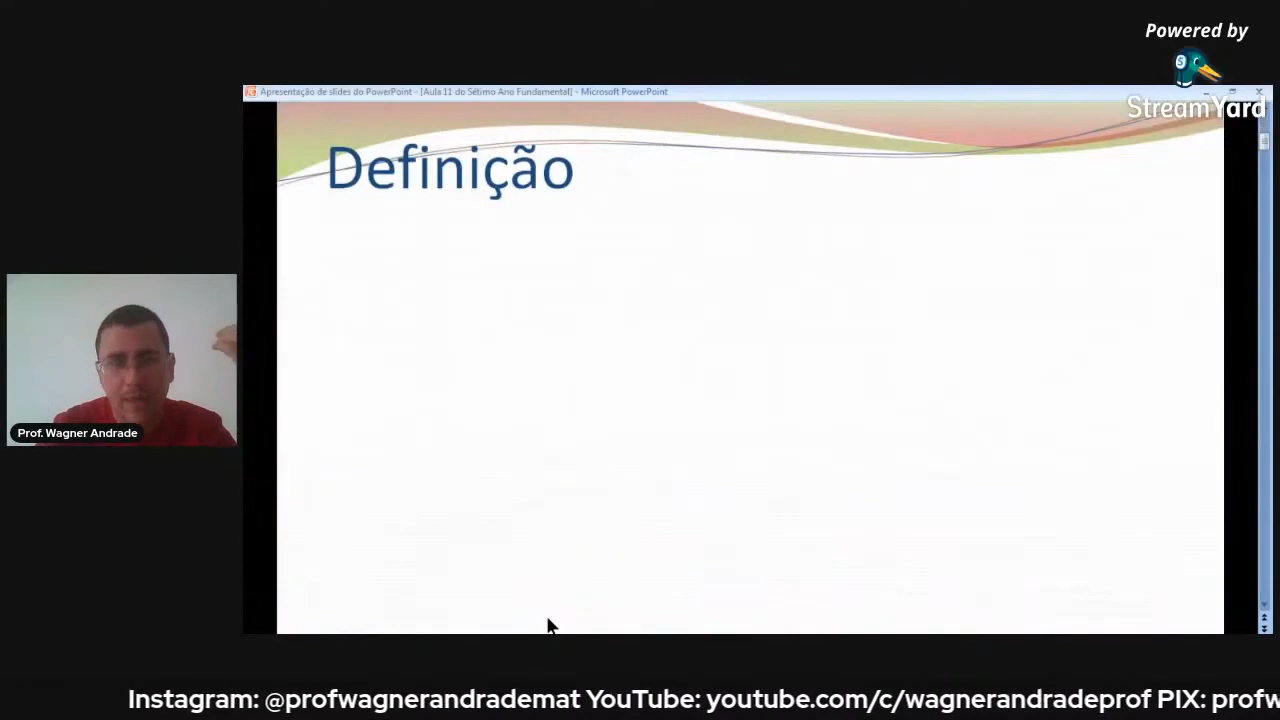 Powered by
StreamYard
Apresentação de slides do PowerPoint - [Aula 11 do Sétimo Ano Fundamental] - Microsoft PowerPoint
Definição
Prof. Wagner Andrade
Instagram: @profwagnerandrademat YouTube: youtube.com/c/wagnerandradeprof PIX: profw